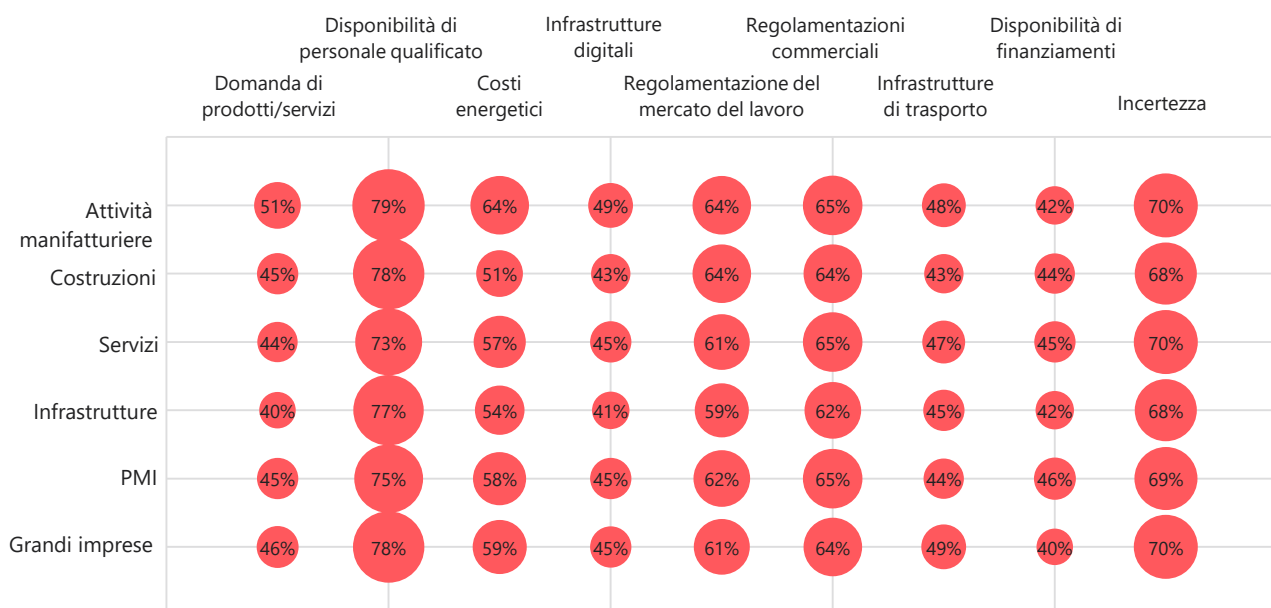 Disponibilità di
personale qualificato
Infrastrutture
digitali
Regolamentazioni
commerciali
Disponibilità di
finanziamenti
Domanda di
prodotti/servizi
Costi
energetici
Regolamentazione del
mercato del lavoro
Infrastrutture
di trasporto
Incertezza
Attività
manifatturiere
51% 79% 64% 49% 64% 65% 48% 42% 70%
Costruzioni
45% 78% 51% 43% 64% 64% 43% 44% 68%
Servizi
44% 73% 57% 45% 61% 65% 47% 45% 70%
Infrastrutture
40% 77% 54% 41% 59% 62% 45% 42% 68%
PMI
45% 75% 58% 45% 62% 65% 44% 46% 69%
Grandi imprese
46% 78% 59% 45% 61% 64% 49% 40% 70%